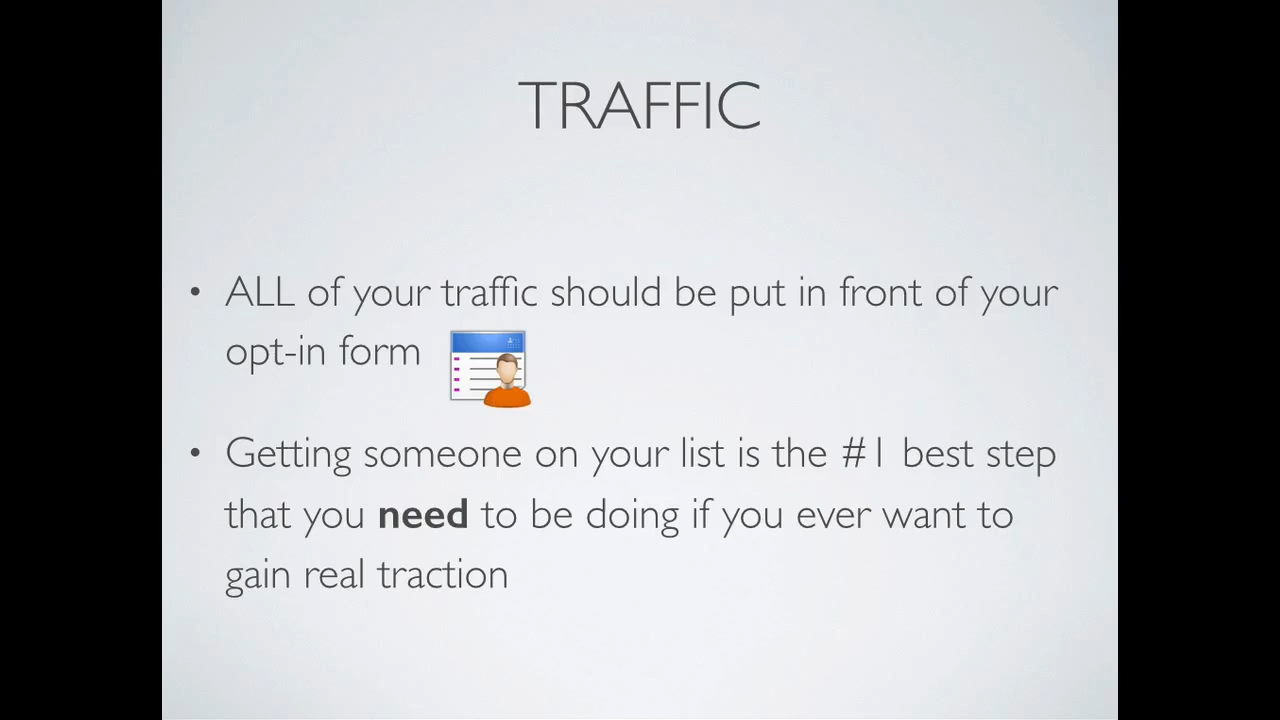 TRAFFIC
• ALL of your traffic should be put in front of your
opt-in form
• Getting someone on your list is the #1 best step
that you need to be doing if you ever want to
gain real traction